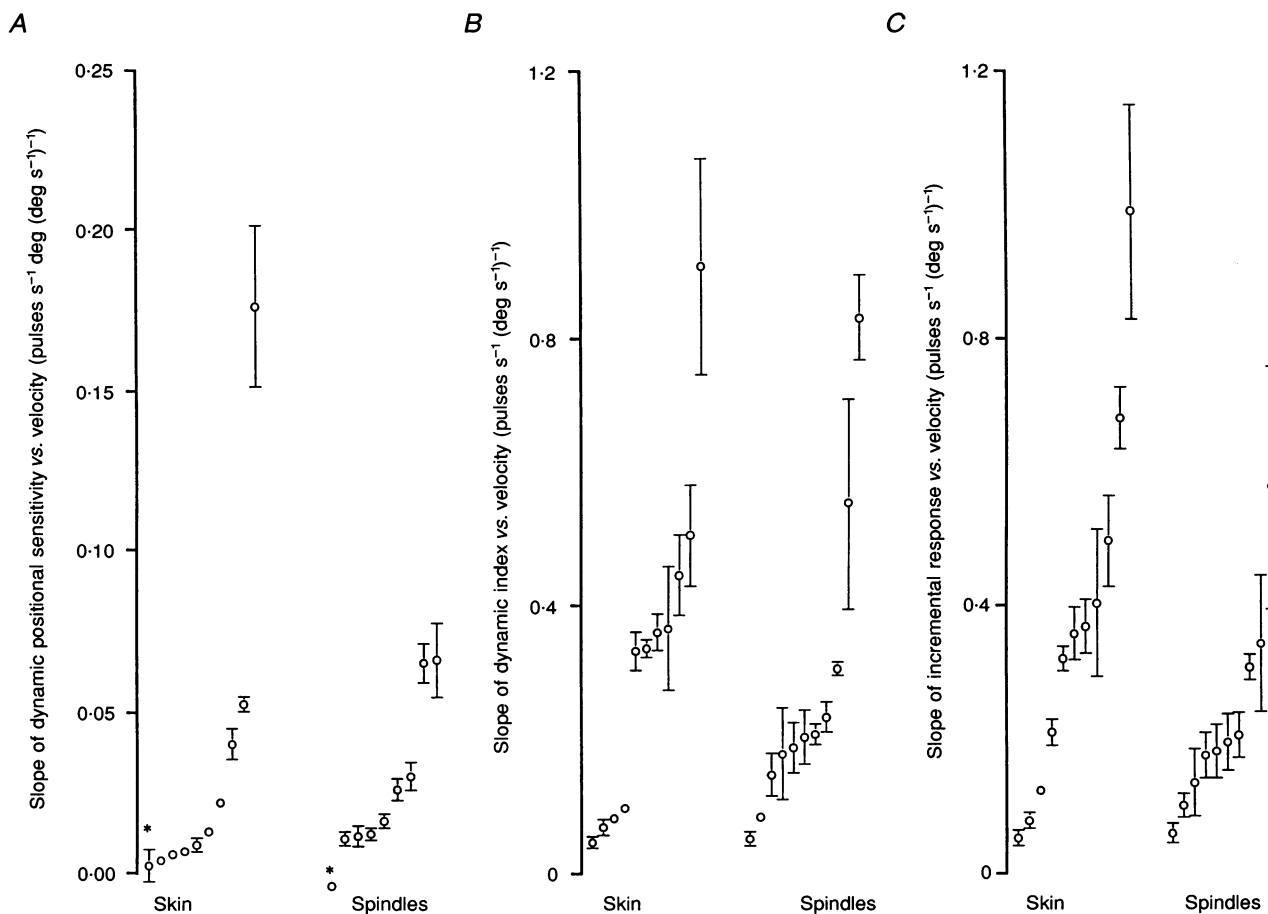 A
B
C
Slope of dynamic positional sensitivity vs. velocity (pulses s⁻¹ deg (deg s⁻¹)⁻¹)
0·25
0·20
0·15
0·10
0·05
0·00
*
*
Skin
Spindles
Slope of dynamic index vs. velocity (pulses s⁻¹ (deg s⁻¹)⁻¹)
1·2
0·8
0·4
0
Skin
Spindles
Slope of incremental response vs. velocity (pulses s⁻¹ (deg s⁻¹)⁻¹)
1·2
0·8
0·4
0
Skin
Spindles